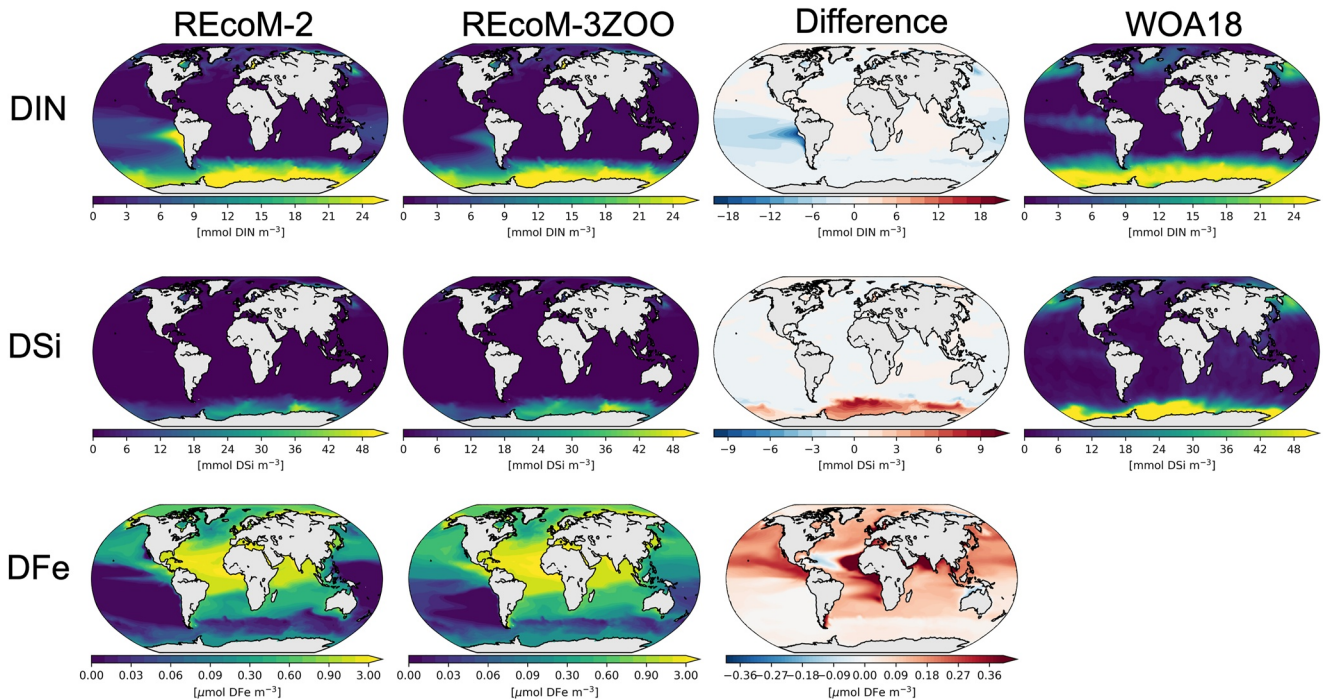 REcoM-2 REcoM-3ZOO Difference WOA18
DIN
0 3 6 9 12 15 18 21 24 0 3 6 9 12 15 18 21 24 −18 −12 −6 0 6 12 18 0 3 6 9 12 15 18 21 24
[mmol DIN m⁻³] [mmol DIN m⁻³] [mmol DIN m⁻³] [mmol DIN m⁻³]
DSi
0 6 12 18 24 30 36 42 48 0 6 12 18 24 30 36 42 48 −9 −6 −3 0 3 6 9 0 6 12 18 24 30 36 42 48
[mmol DSi m⁻³] [mmol DSi m⁻³] [mmol DSi m⁻³] [mmol DSi m⁻³]
DFe
0.00 0.03 0.06 0.09 0.30 0.60 0.90 3.00 0.00 0.03 0.06 0.09 0.30 0.60 0.90 3.00 −0.36−0.27−0.18−0.09 0.00 0.09 0.18 0.27 0.36
[μmol DFe m⁻³] [μmol DFe m⁻³] [μmol DFe m⁻³]